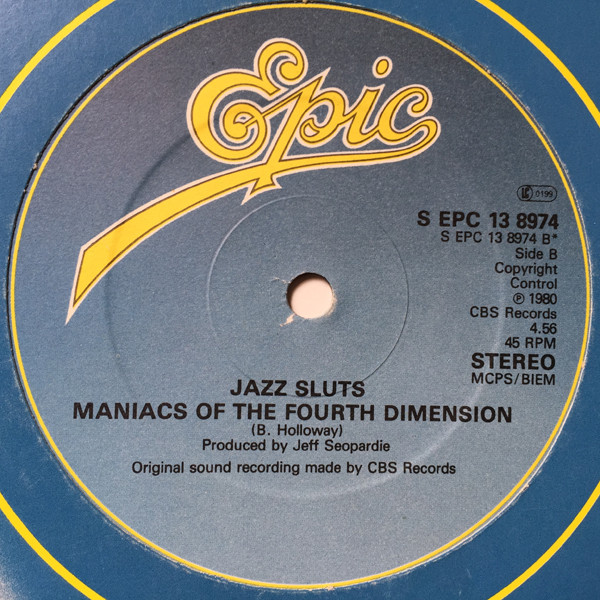 Epic
LC 0199
S EPC 13 8974
S EPC 13 8974 B*
Side B
Copyright
Control
℗ 1980
CBS Records
4.56
45 RPM
STEREO
MCPS/BIEM
JAZZ SLUTS
MANIACS OF THE FOURTH DIMENSION
(B. Holloway)
Produced by Jeff Seopardie
Original sound recording made by CBS Records